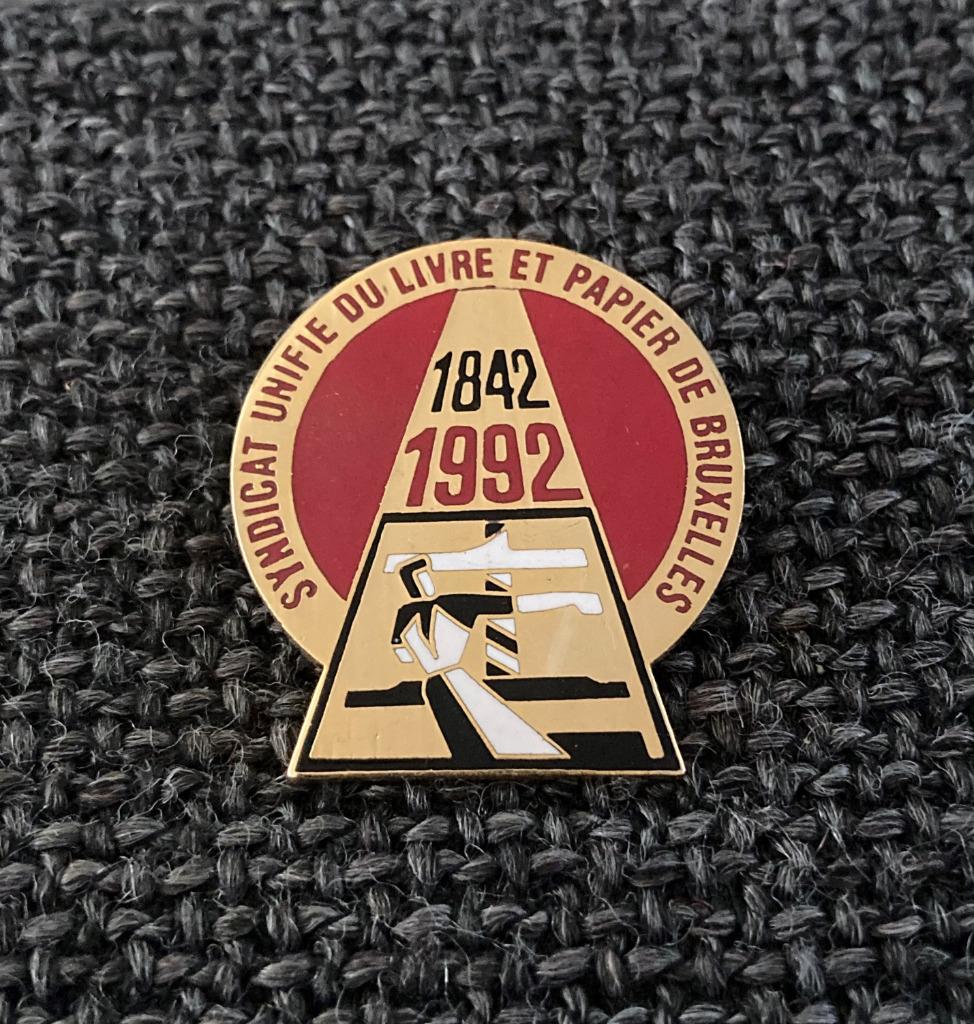 SYNDICAT UNIFIE DU LIVRE ET PAPIER DE BRUXELLES
1842
1992